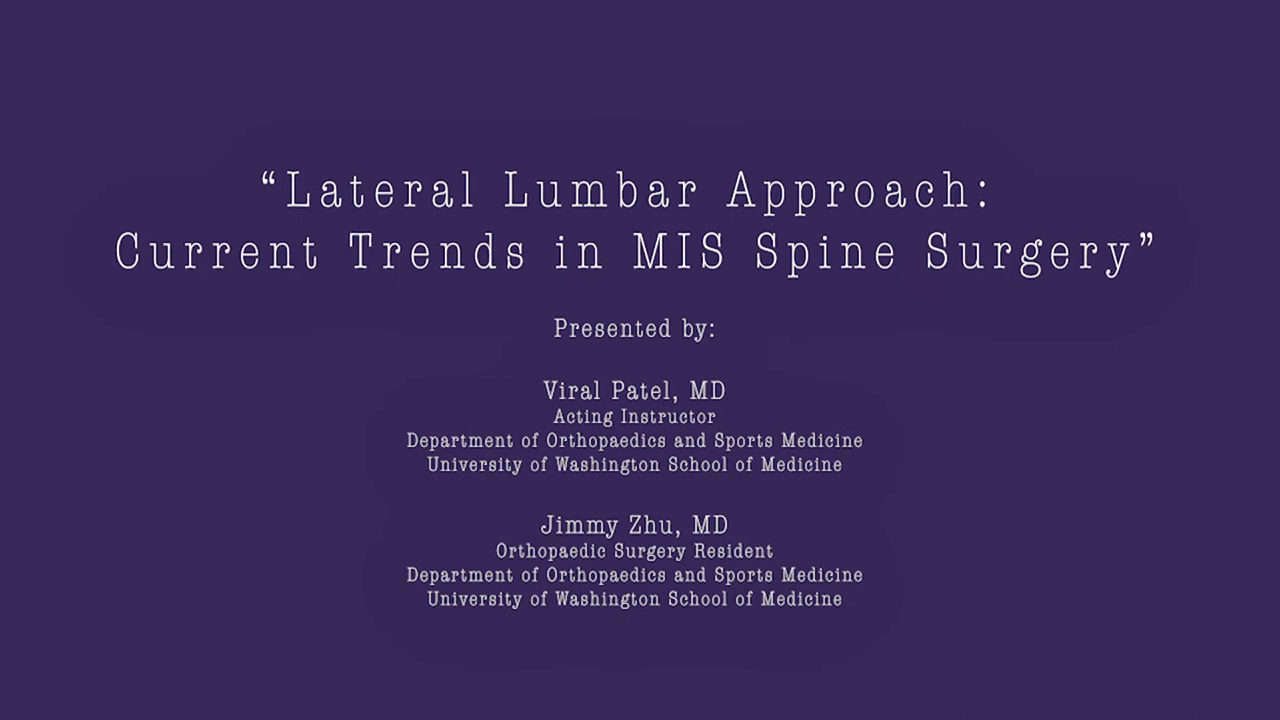 “Lateral Lumbar Approach:
Current Trends in MIS Spine Surgery”
Presented by:
Viral Patel, MD
Acting Instructor
Department of Orthopaedics and Sports Medicine
University of Washington School of Medicine
Jimmy Zhu, MD
Orthopaedic Surgery Resident
Department of Orthopaedics and Sports Medicine
University of Washington School of Medicine